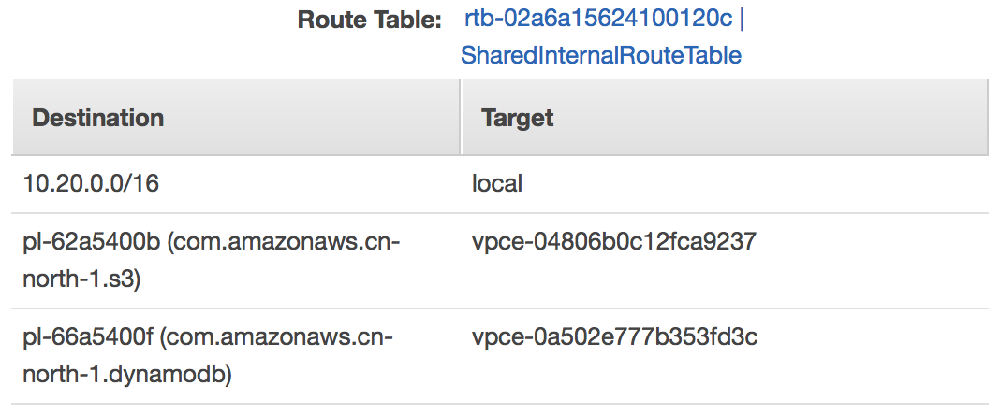 Route Table: rtb-02a6a15624100120c |
SharedInternalRouteTable
Destination Target
10.20.0.0/16 local
pl-62a5400b (com.amazonaws.cn- vpce-04806b0c12fca9237
north-1.s3)
pl-66a5400f (com.amazonaws.cn- vpce-0a502e777b353fd3c
north-1.dynamodb)